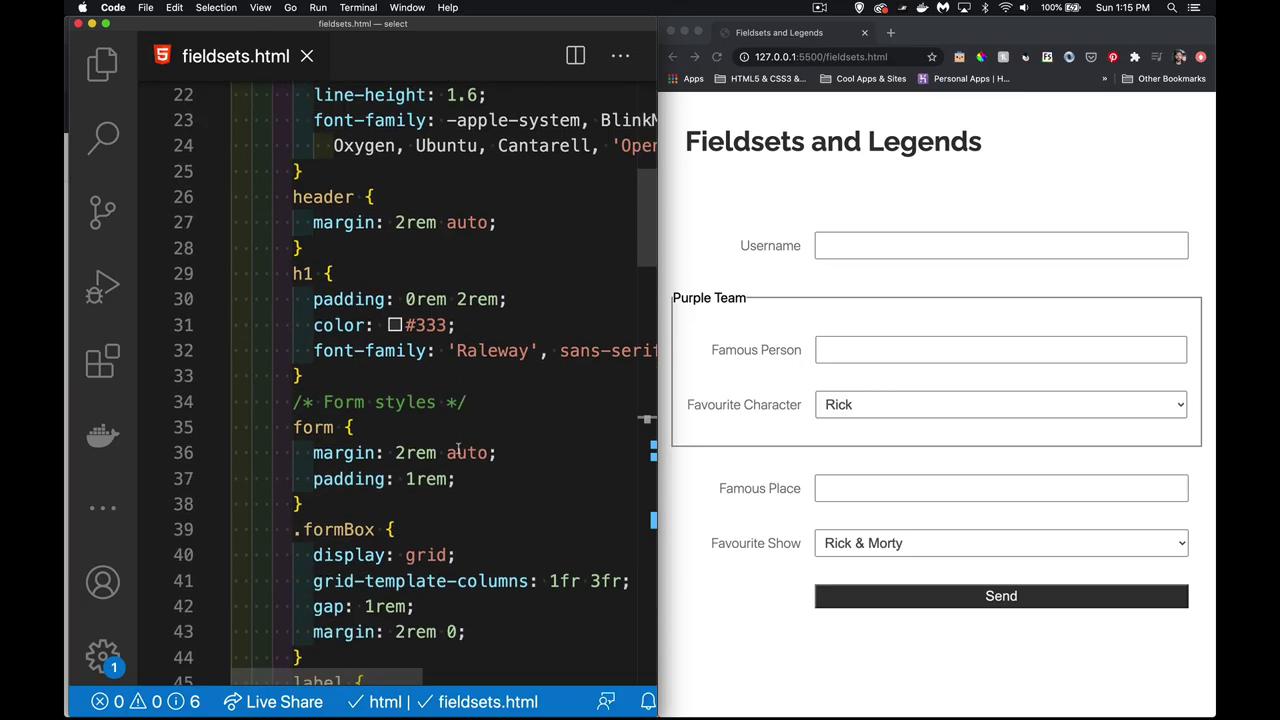 Code File Edit Selection View Go Run Terminal Window Help
100% Sun 1:15 PM
fieldsets.html — select
fieldsets.html
22 line-height: 1.6;
23 font-family: -apple-system, BlinkM
24 Oxygen, Ubuntu, Cantarell, 'Open
25 }
26 header {
27 margin: 2rem auto;
28 }
29 h1 {
30 padding: 0rem 2rem;
31 color: #333;
32 font-family: 'Raleway', sans-serif
33 }
34 /* Form styles */
35 form {
36 margin: 2rem auto;
37 padding: 1rem;
38 }
39 .formBox {
40 display: grid;
41 grid-template-columns: 1fr 3fr;
42 gap: 1rem;
43 margin: 2rem 0;
44 }
45 label {
1
0 0 6 Live Share html | fieldsets.html
Fieldsets and Legends
127.0.0.1:5500/fieldsets.html
Apps HTML5 & CSS3 ... Cool Apps & Sites Personal Apps | H... » Other Bookmarks
Fieldsets and Legends
Username
Purple Team
Famous Person
Favourite Character Rick
Famous Place
Favourite Show Rick & Morty
Send